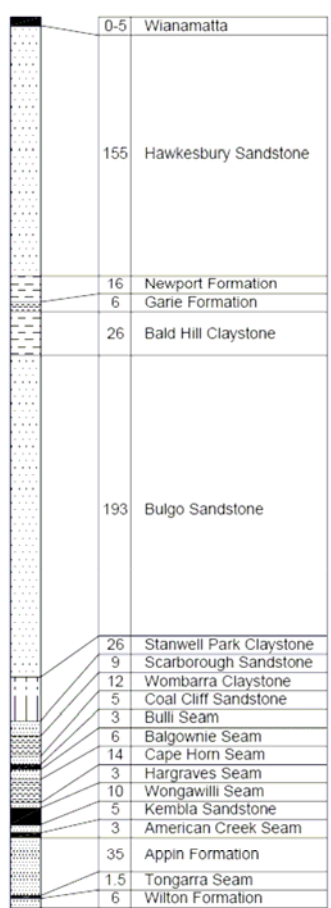 0-5 Wianamatta
155 Hawkesbury Sandstone
16 Newport Formation
6 Garie Formation
26 Bald Hill Claystone
193 Bulgo Sandstone
26 Stanwell Park Claystone
9 Scarborough Sandstone
12 Wombarra Claystone
5 Coal Cliff Sandstone
3 Bulli Seam
6 Balgownie Seam
14 Cape Horn Seam
3 Hargraves Seam
10 Wongawilli Seam
5 Kembla Sandstone
3 American Creek Seam
35 Appin Formation
1.5 Tongarra Seam
6 Wilton Formation